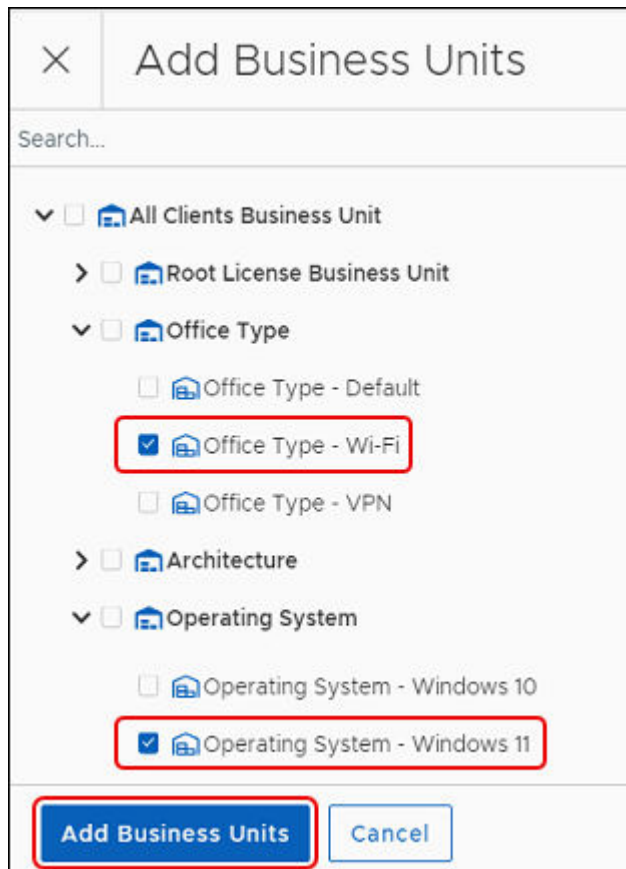 Add Business Units
Search...
All Clients Business Unit
Root License Business Unit
Office Type
Office Type - Default
Office Type - Wi-Fi
Office Type - VPN
Architecture
Operating System
Operating System - Windows 10
Operating System - Windows 11
Add Business Units
Cancel